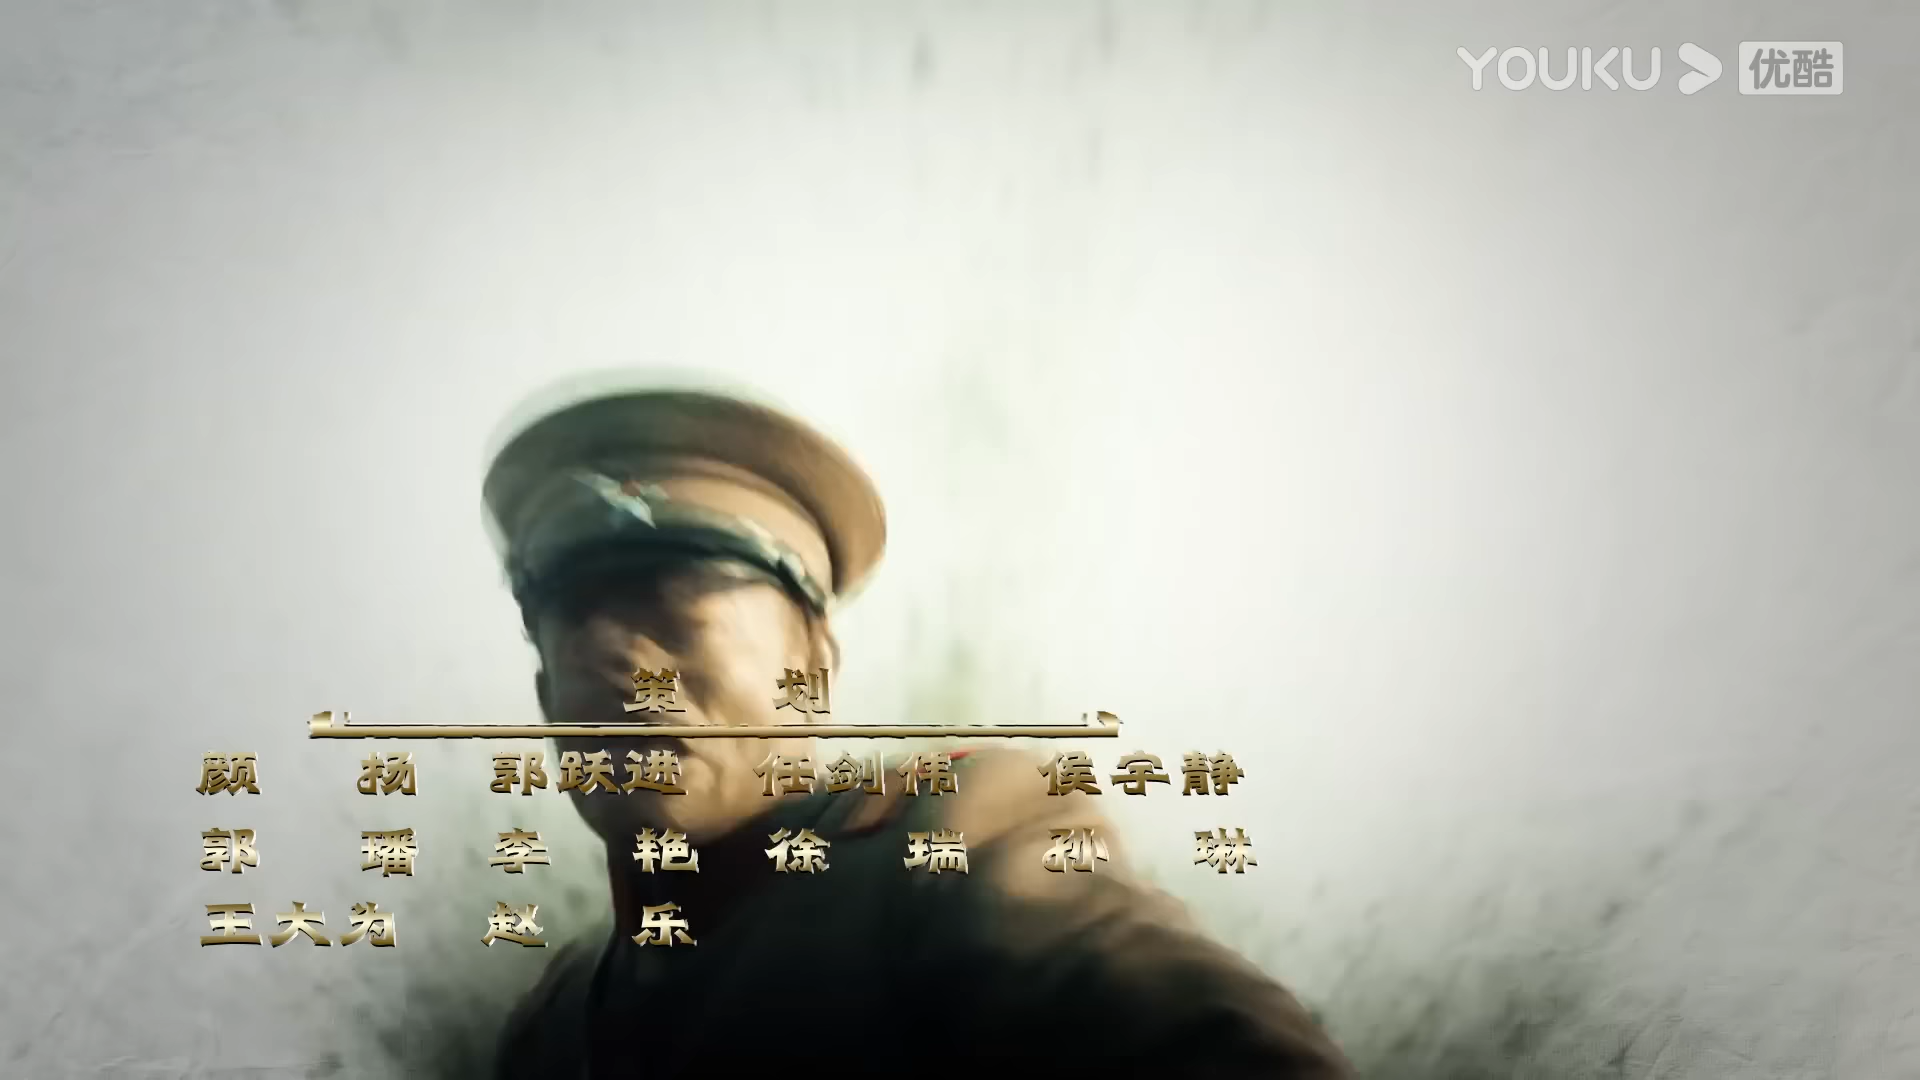 YOUKU 优酷
策 划
颜 扬 郭跃进 任剑伟 侯宇静
郭 璠 李 艳 徐 瑞 孙 琳
王大为 赵 乐